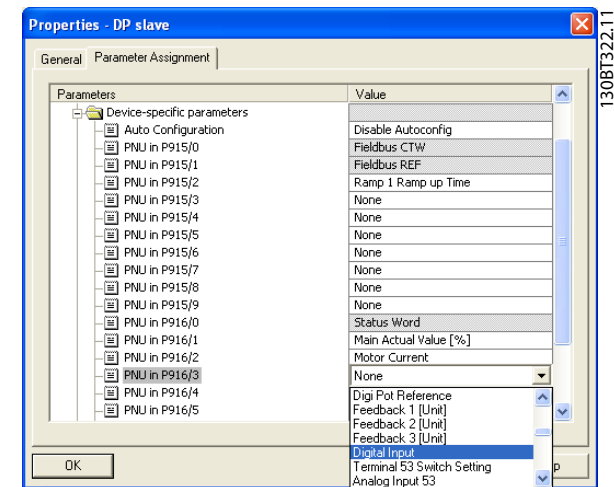 Properties - DP slave
130BT322.11
General Parameter Assignment
Parameters Value
Device-specific parameters
Auto Configuration Disable Autoconfig
PNU in P915/0 Fieldbus CTW
PNU in P915/1 Fieldbus REF
PNU in P915/2 Ramp 1 Ramp up Time
PNU in P915/3 None
PNU in P915/4 None
PNU in P915/5 None
PNU in P915/6 None
PNU in P915/7 None
PNU in P915/8 None
PNU in P915/9 None
PNU in P916/0 Status Word
PNU in P916/1 Main Actual Value [%]
PNU in P916/2 Motor Current
PNU in P916/3 None
PNU in P916/4 Digi Pot Reference
PNU in P916/5 Feedback 1 [Unit]
Feedback 2 [Unit]
Feedback 3 [Unit]
Digital Input
Terminal 53 Switch Setting
Analog Input 53
OK p